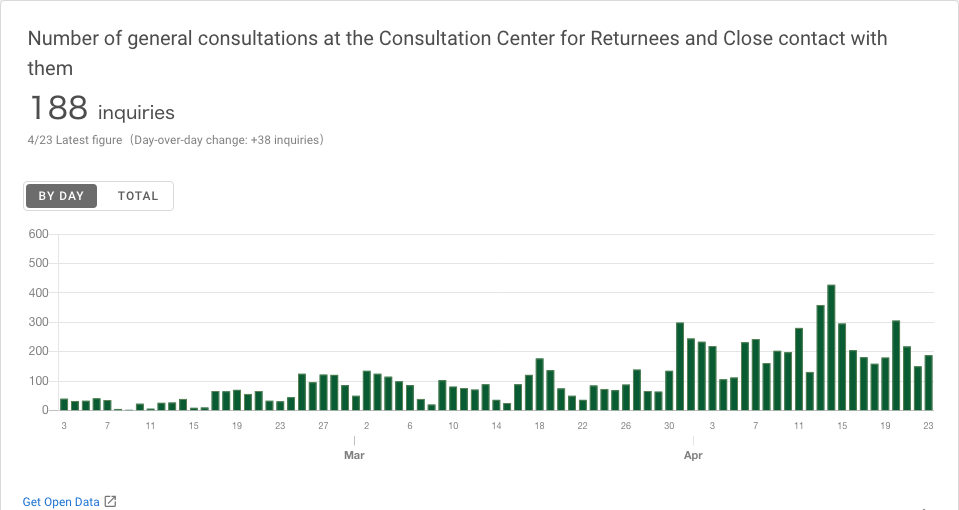 Number of general consultations at the Consultation Center for Returnees and Close contact with
them
188 inquiries
4/23 Latest figure（Day-over-day change: +38 inquiries）
BY DAY TOTAL
600
500
400
300
200
100
0
3 7 11 15 19 23 27 2 6 10 14 18 22 26 30 3 7 11 15 19 23
Mar Apr
Get Open Data